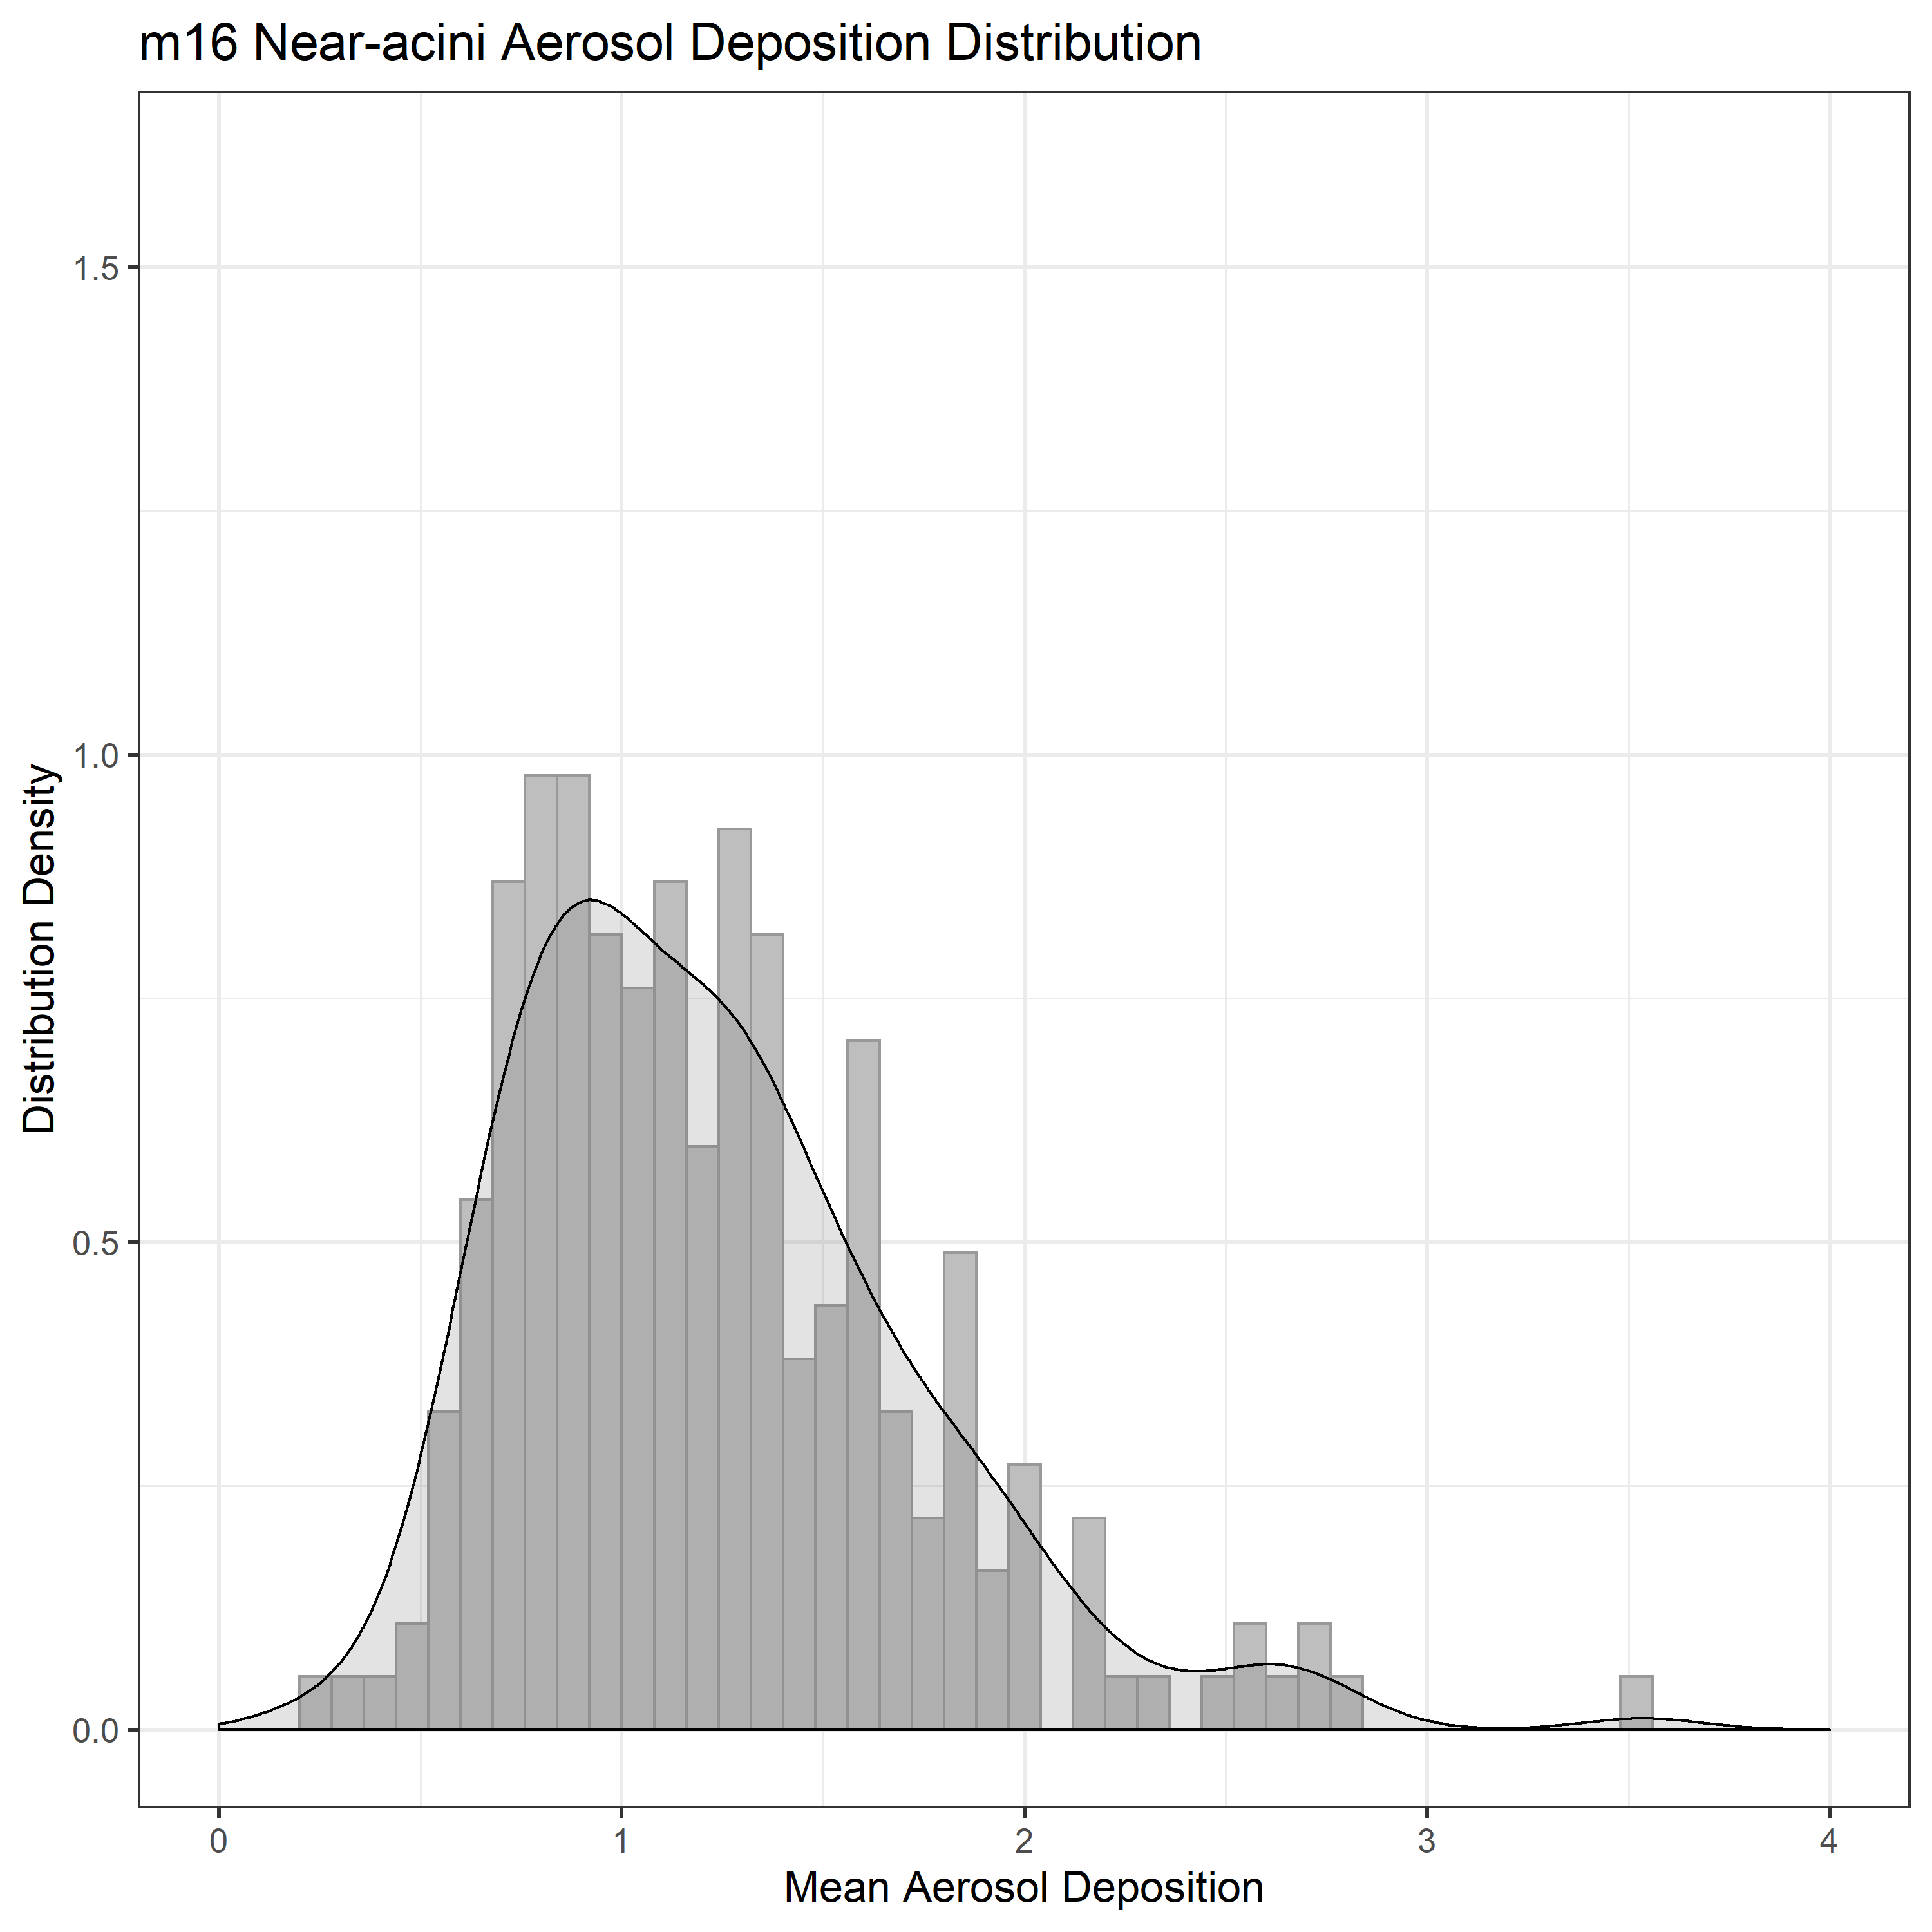 m16 Near-acini Aerosol Deposition Distribution
Distribution Density
1.5
1.0
0.5
0.0
0 1 2 3 4
Mean Aerosol Deposition